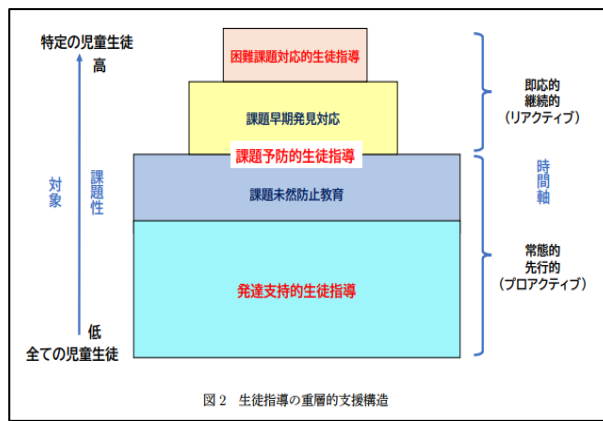 特定の児童生徒
高
対象
課題性
低
全ての児童生徒
困難課題対応的生徒指導
課題早期発見対応
課題予防的生徒指導
課題未然防止教育
発達支持的生徒指導
即応的
継続的
(リアクティブ)
時間軸
常態的
先行的
(プロアクティブ)
図2 生徒指導の重層的支援構造